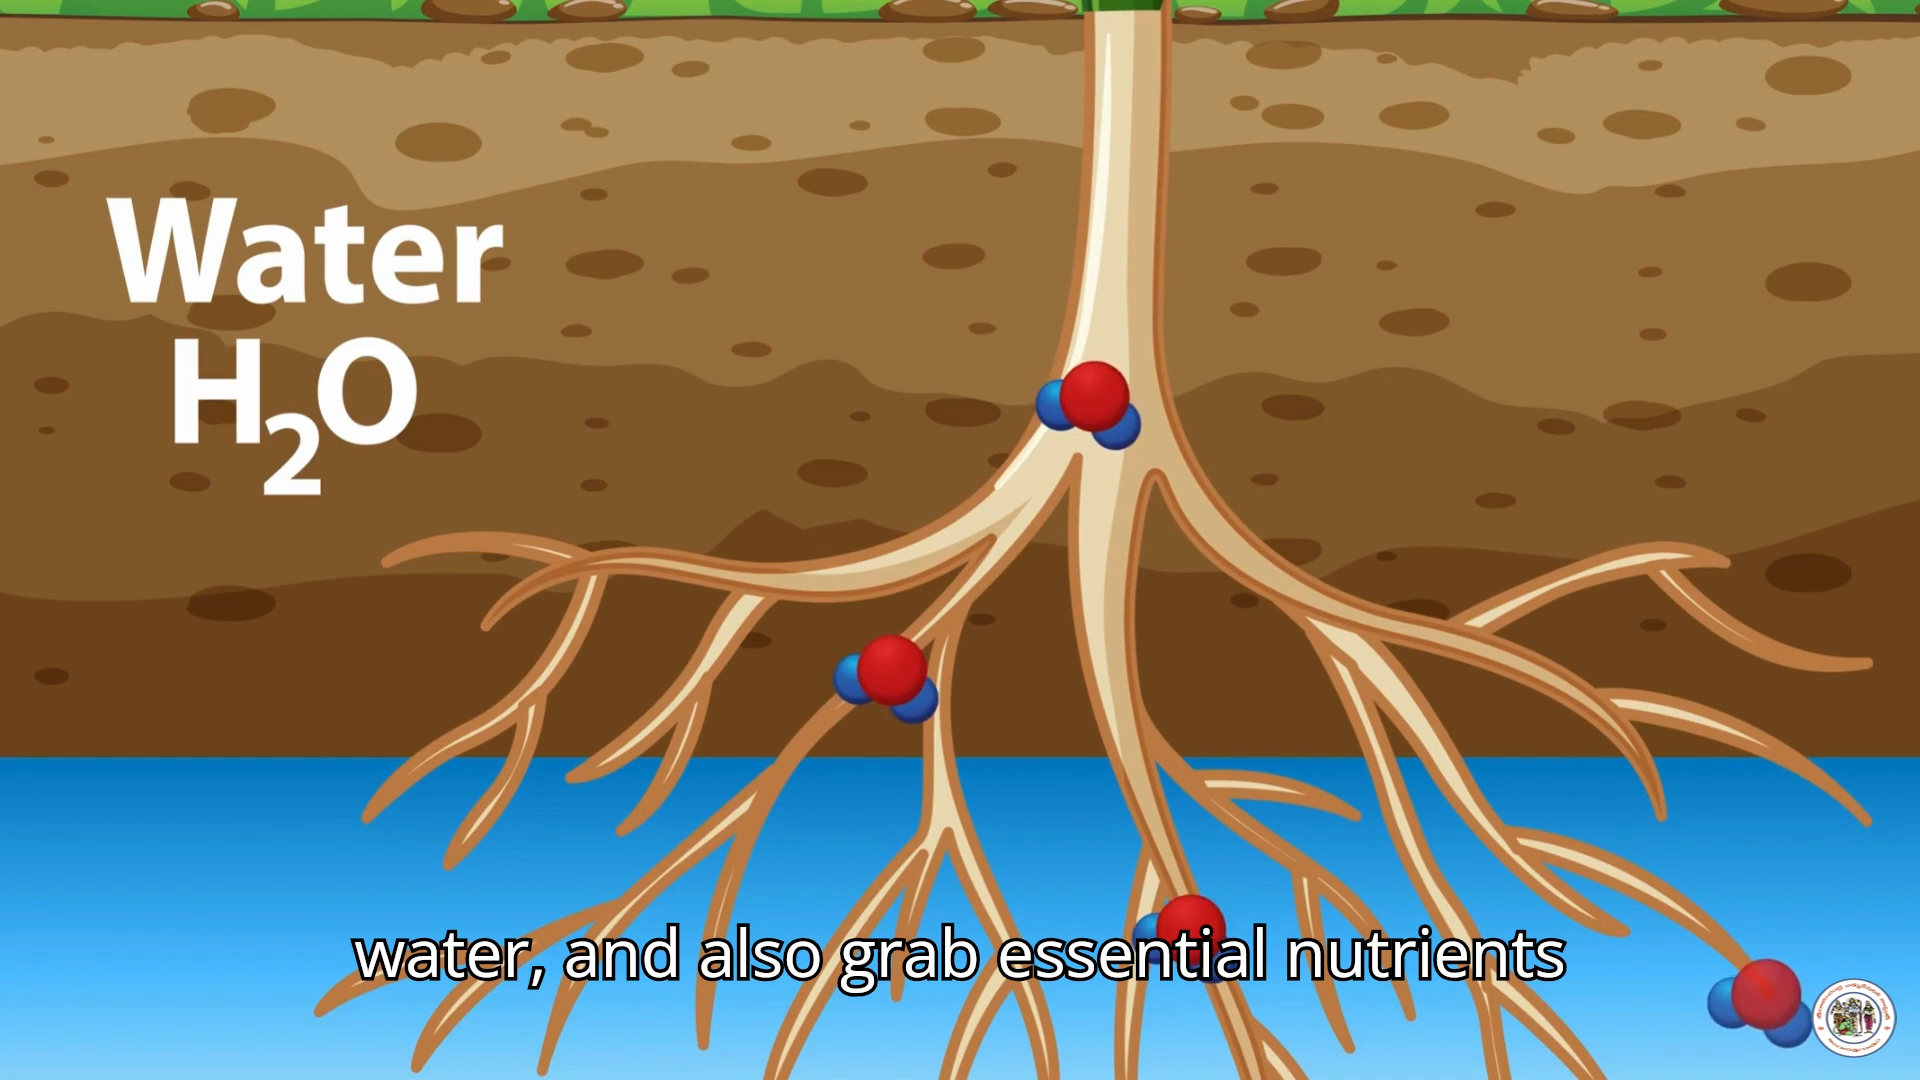 Water
H₂O
water, and also grab essential nutrients